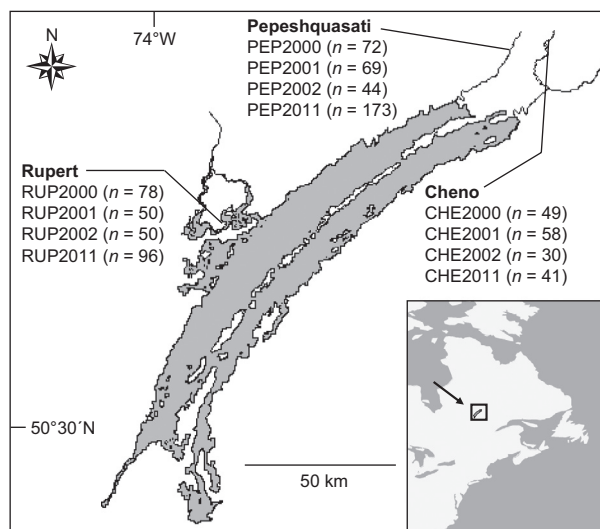 N
74°W
Pepeshquasati
PEP2000 (n = 72)
PEP2001 (n = 69)
PEP2002 (n = 44)
PEP2011 (n = 173)
Rupert
RUP2000 (n = 78)
RUP2001 (n = 50)
RUP2002 (n = 50)
RUP2011 (n = 96)
Cheno
CHE2000 (n = 49)
CHE2001 (n = 58)
CHE2002 (n = 30)
CHE2011 (n = 41)
50°30´N
50 km